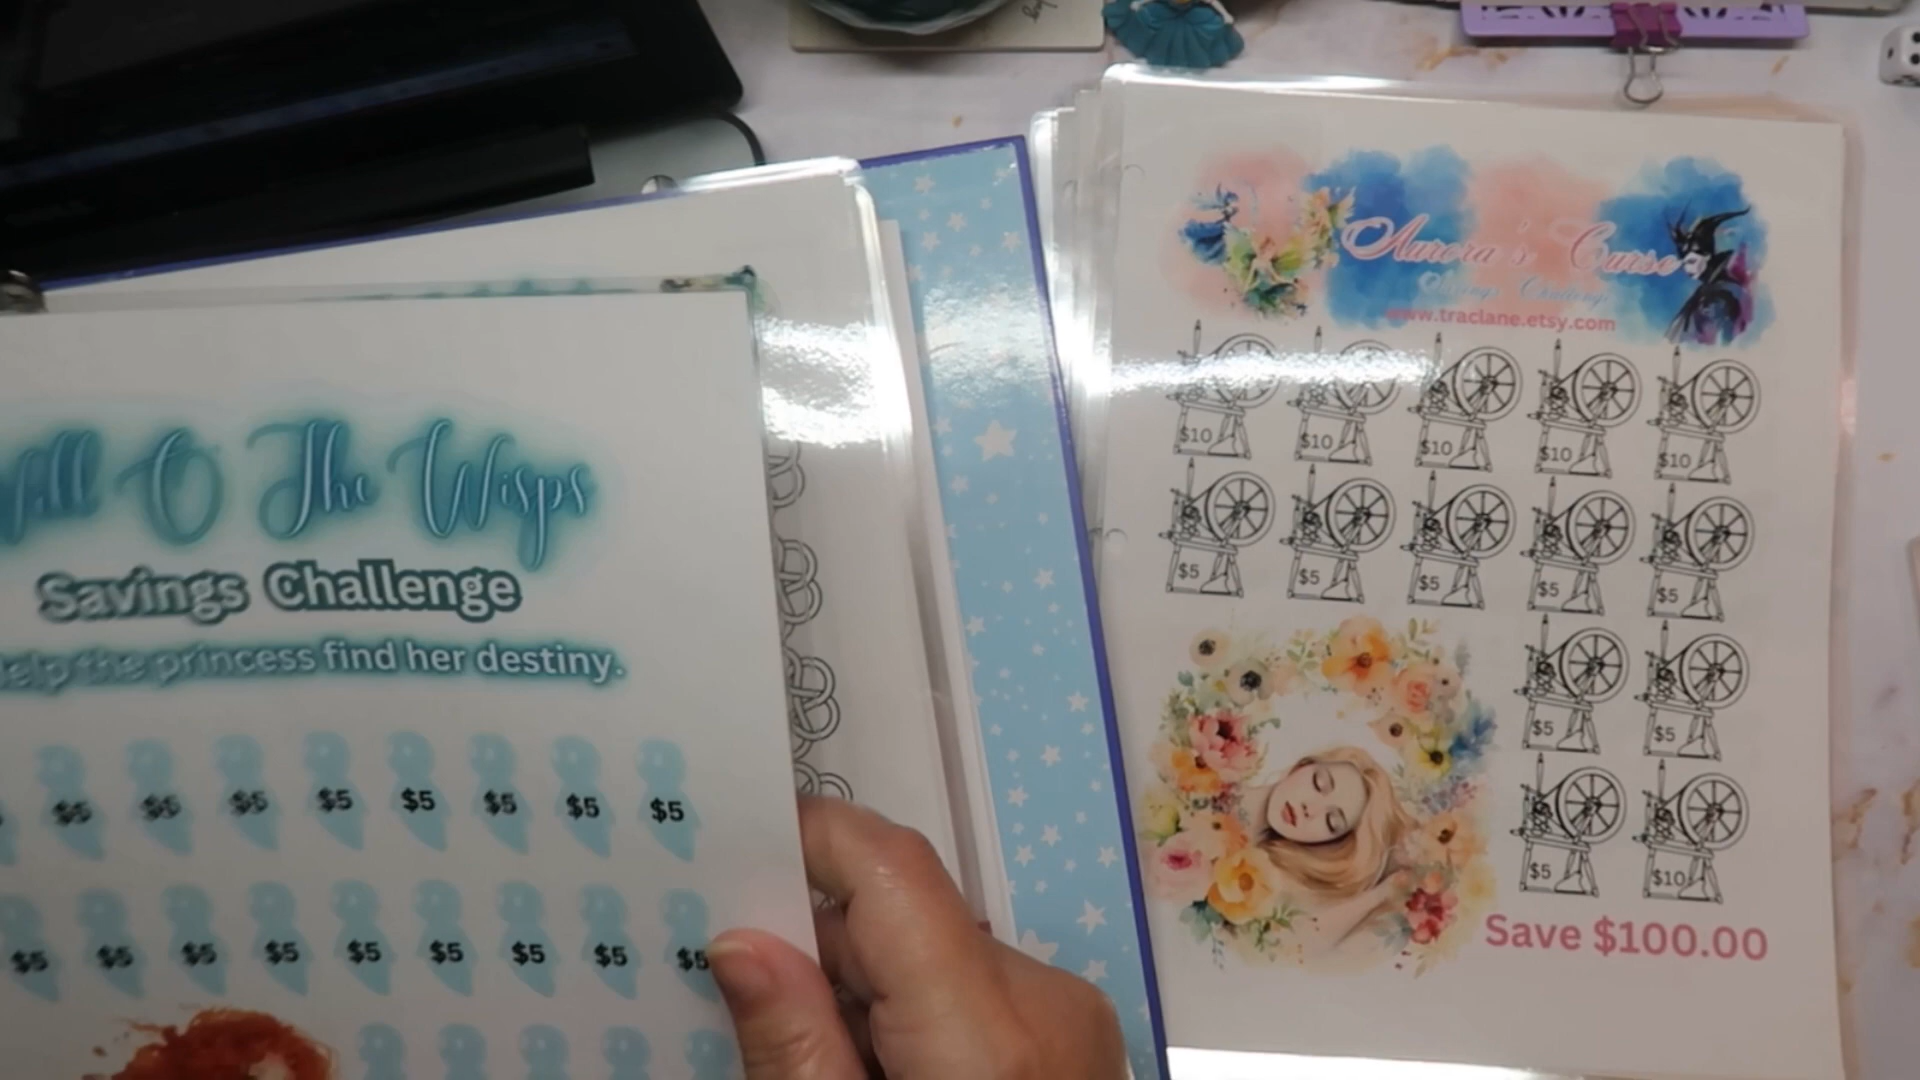 O The Wisps
Savings Challenge
help the princess find her destiny.
$5 $5 $5 $5 $5 $5 $5 $5
$5 $5 $5 $5 $5 $5 $5 $5 $5
Aurora's Curse
Savings Challenge
www.traclane.etsy.com
$10 $10 $10 $10 $10
$5 $5 $5 $5 $5
$5 $5
$5 $10
Save $100.00